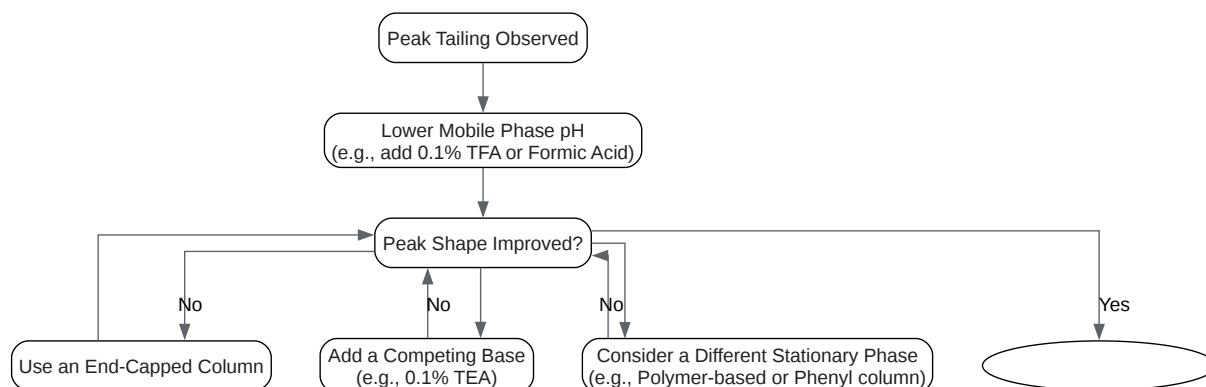 Peak Tailing Observed
Lower Mobile Phase pH
(e.g., add 0.1% TFA or Formic Acid)
Peak Shape Improved?
No
No
No
Yes
Use an End-Capped Column
Add a Competing Base
(e.g., 0.1% TEA)
Consider a Different Stationary Phase
(e.g., Polymer-based or Phenyl column)